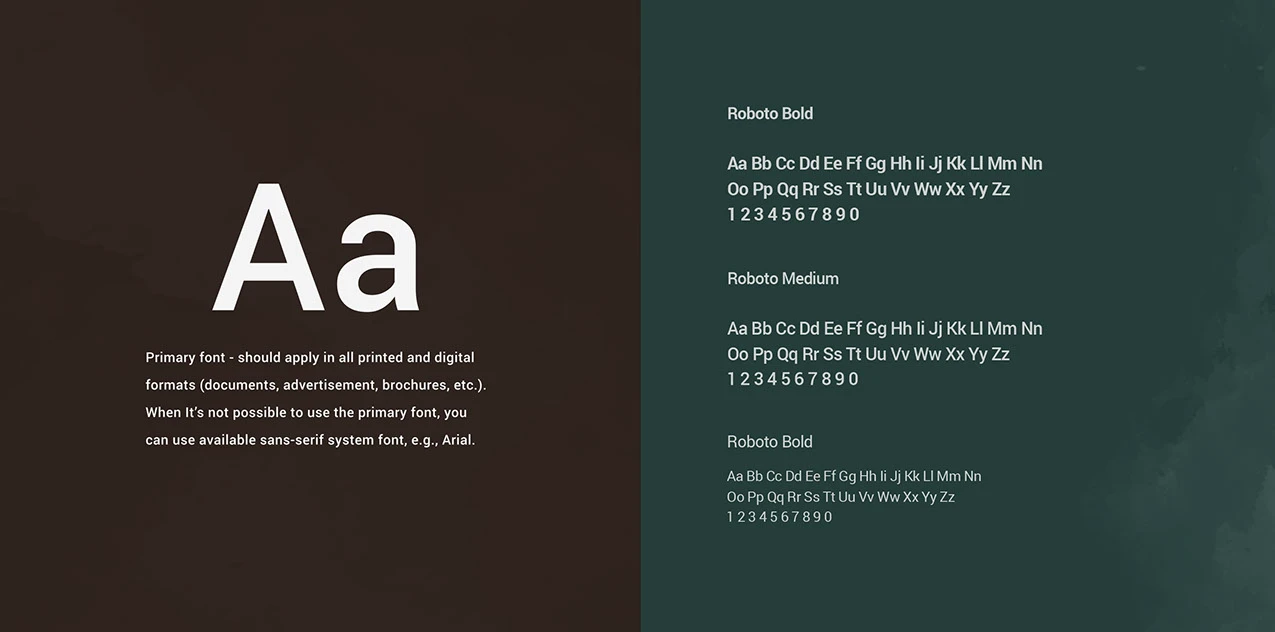 Aa
Primary font - should apply in all printed and digital
formats (documents, advertisement, brochures, etc.).
When It’s not possible to use the primary font, you
can use available sans-serif system font, e.g., Arial.
Roboto Bold
Aa Bb Cc Dd Ee Ff Gg Hh Ii Jj Kk Ll Mm Nn
Oo Pp Qq Rr Ss Tt Uu Vv Ww Xx Yy Zz
1 2 3 4 5 6 7 8 9 0
Roboto Medium
Aa Bb Cc Dd Ee Ff Gg Hh Ii Jj Kk Ll Mm Nn
Oo Pp Qq Rr Ss Tt Uu Vv Ww Xx Yy Zz
1 2 3 4 5 6 7 8 9 0
Roboto Bold
Aa Bb Cc Dd Ee Ff Gg Hh Ii Jj Kk Ll Mm Nn
Oo Pp Qq Rr Ss Tt Uu Vv Ww Xx Yy Zz
1 2 3 4 5 6 7 8 9 0